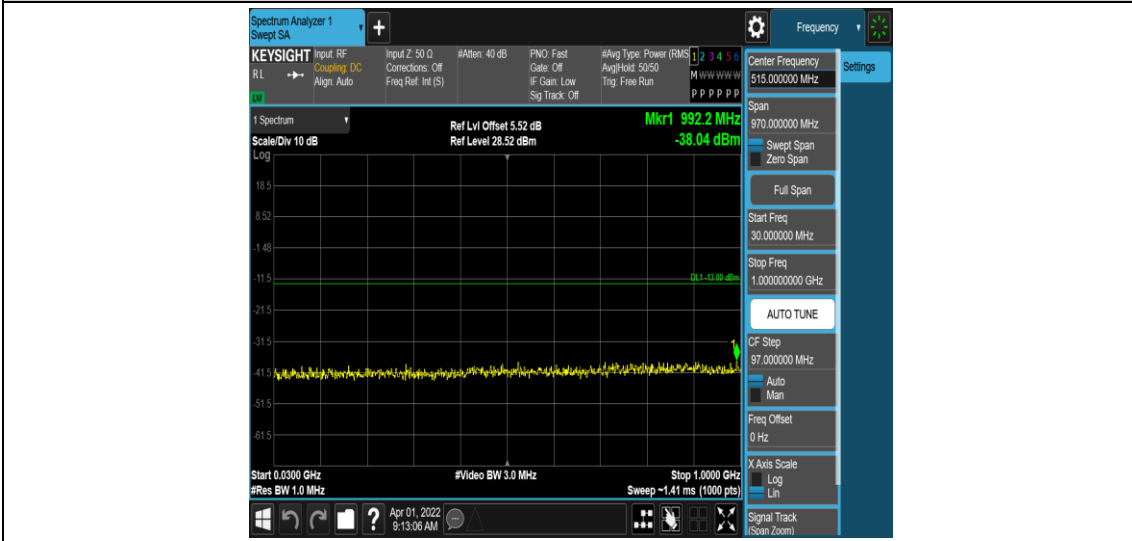 Spectrum Analyzer 1
Swept SA
+
Frequency
KEYSIGHT
RL
LM
Input: RF
Coupling: DC
Align: Auto
Input Z: 50 Ω
Corrections: Off
Freq Ref: Int (S)
#Atten: 40 dB
PNO: Fast
Gate: Off
IF Gain: Low
Sig Track: Off
#Avg Type: Power (RMS
Avg|Hold: 50/50
Trig: Free Run
1 2 3 4 5 6
M W W W W W
P P P P P P
1 Spectrum
Scale/Div 10 dB
Log
Ref Lvl Offset 5.52 dB
Ref Level 28.52 dBm
Mkr1 992.2 MHz
-38.04 dBm
18.5
8.52
-1.48
-11.5
DL1 -13.00 dBm
-21.5
-31.5
1
-41.5
-51.5
-61.5
Start 0.0300 GHz
#Video BW 3.0 MHz
Stop 1.0000 GHz
#Res BW 1.0 MHz
Sweep ~1.41 ms (1000 pts)
?
Apr 01, 2022
9:13:06 AM
Center Frequency
515.000000 MHz
Settings
Span
970.000000 MHz
Swept Span
Zero Span
Full Span
Start Freq
30.000000 MHz
Stop Freq
1.000000000 GHz
AUTO TUNE
CF Step
97.000000 MHz
Auto
Man
Freq Offset
0 Hz
X Axis Scale
Log
Lin
Signal Track
(Span Zoom)